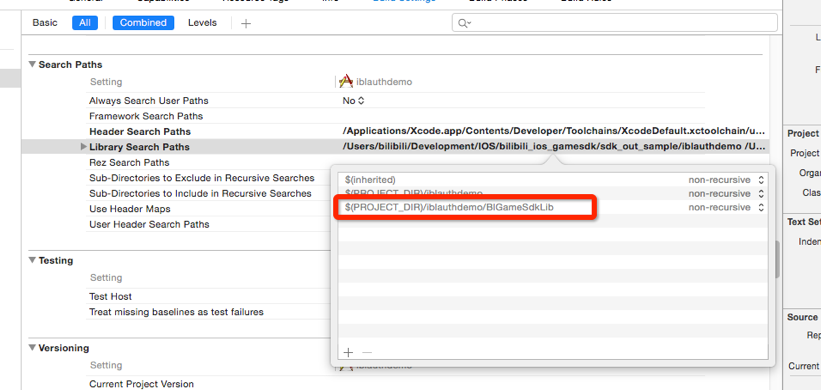 Basic All Combined Levels +
Search Paths
Setting iblauthdemo
Always Search User Paths No
Framework Search Paths
Header Search Paths /Applications/Xcode.app/Contents/Developer/Toolchains/XcodeDefault.xctoolchain/u...
Library Search Paths /Users/bilibili/Development/IOS/bilibili_ios_gamesdk/sdk_out_sample/iblauthdemo /U...
Rez Search Paths
Sub-Directories to Exclude in Recursive Searches
Sub-Directories to Include in Recursive Searches
Use Header Maps
User Header Search Paths
$(inherited) non-recursive
$(PROJECT_DIR)/iblauthdemo non-recursive
$(PROJECT_DIR)/iblauthdemo/BlGameSdkLib non-recursive
Testing
Setting
Test Host
Treat missing baselines as test failures
Versioning
Setting iblauthdemo
Current Project Version
Project
Project
Organ
Clas
Text Set
Inden
Source
Rep
Current